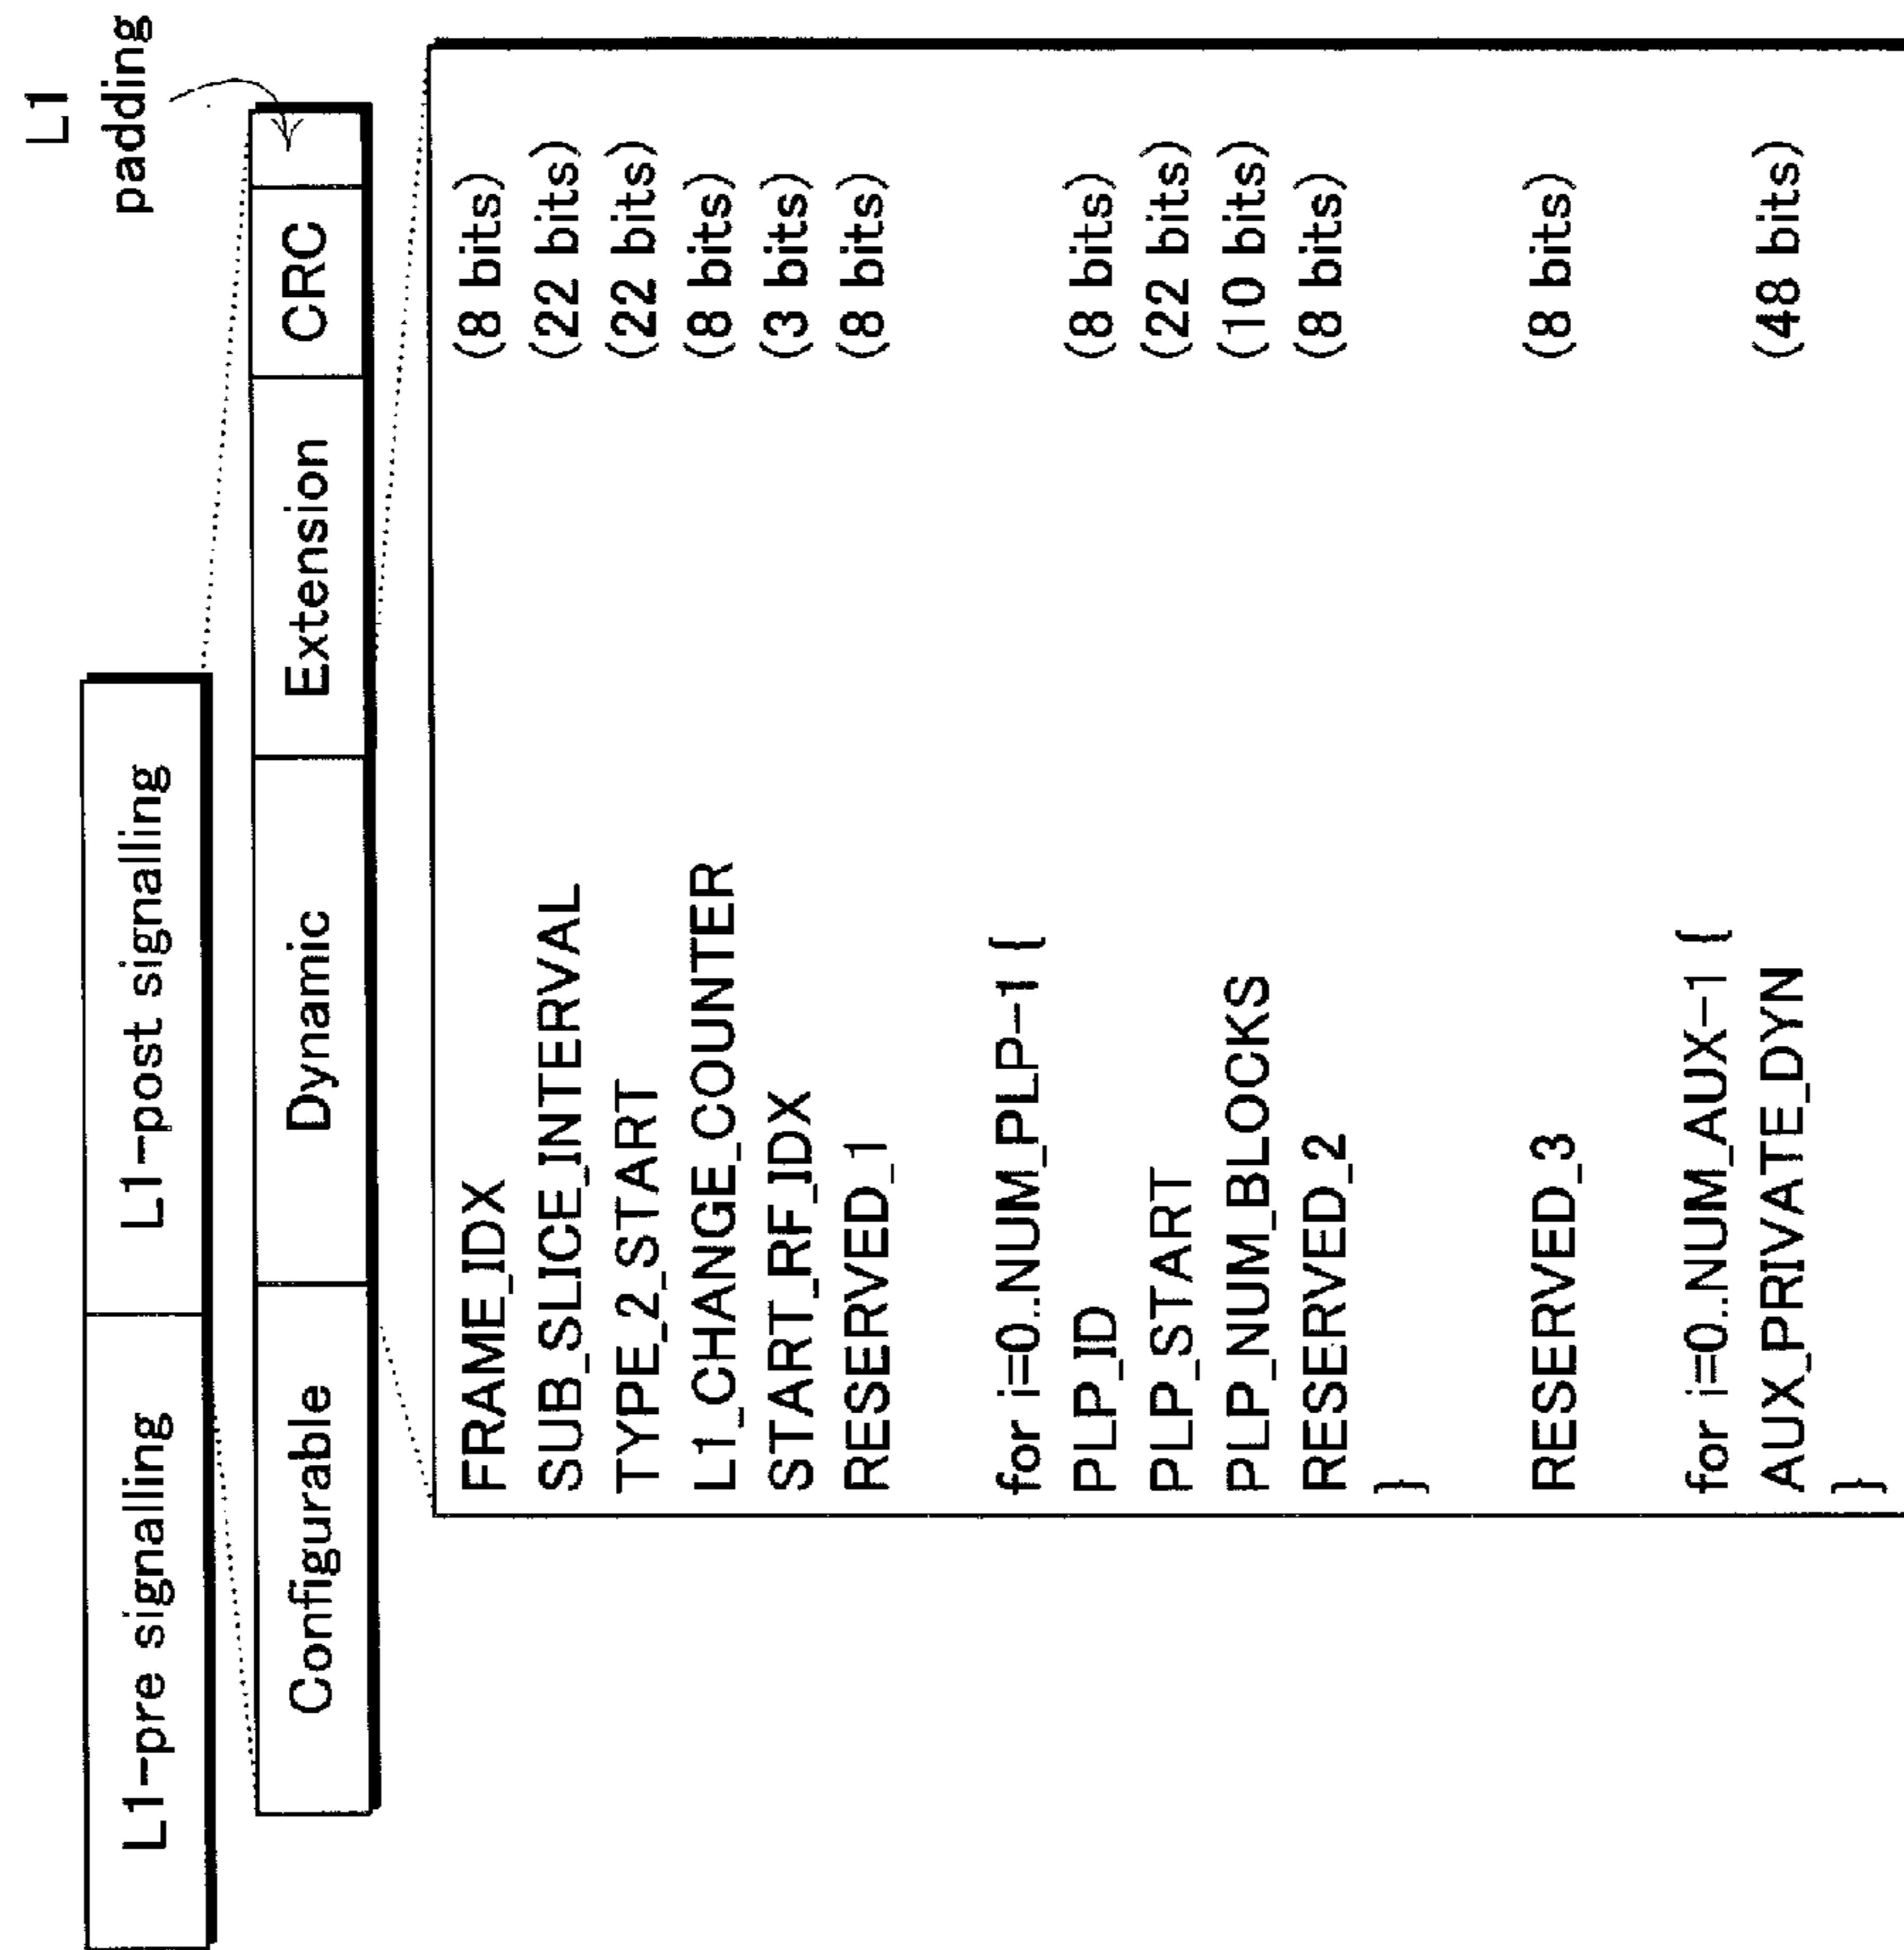 L1-pre signalling
L1-post signalling
L1
padding
Configurable
Dynamic
Extension
CRC
FRAME_IDX (8 bits)
SUB_SLICE_INTERVAL (22 bits)
TYPE_2_START (22 bits)
L1_CHANGE_COUNTER (8 bits)
START_RF_IDX (3 bits)
RESERVED_1 (8 bits)
for i=0..NUM_PLP-1 {
PLP_ID (8 bits)
PLP_START (22 bits)
PLP_NUM_BLOCKS (10 bits)
RESERVED_2 (8 bits)
}
RESERVED_3 (8 bits)
for i=0..NUM_AUX-1 {
AUX_PRIVATE_DYN (48 bits)
}